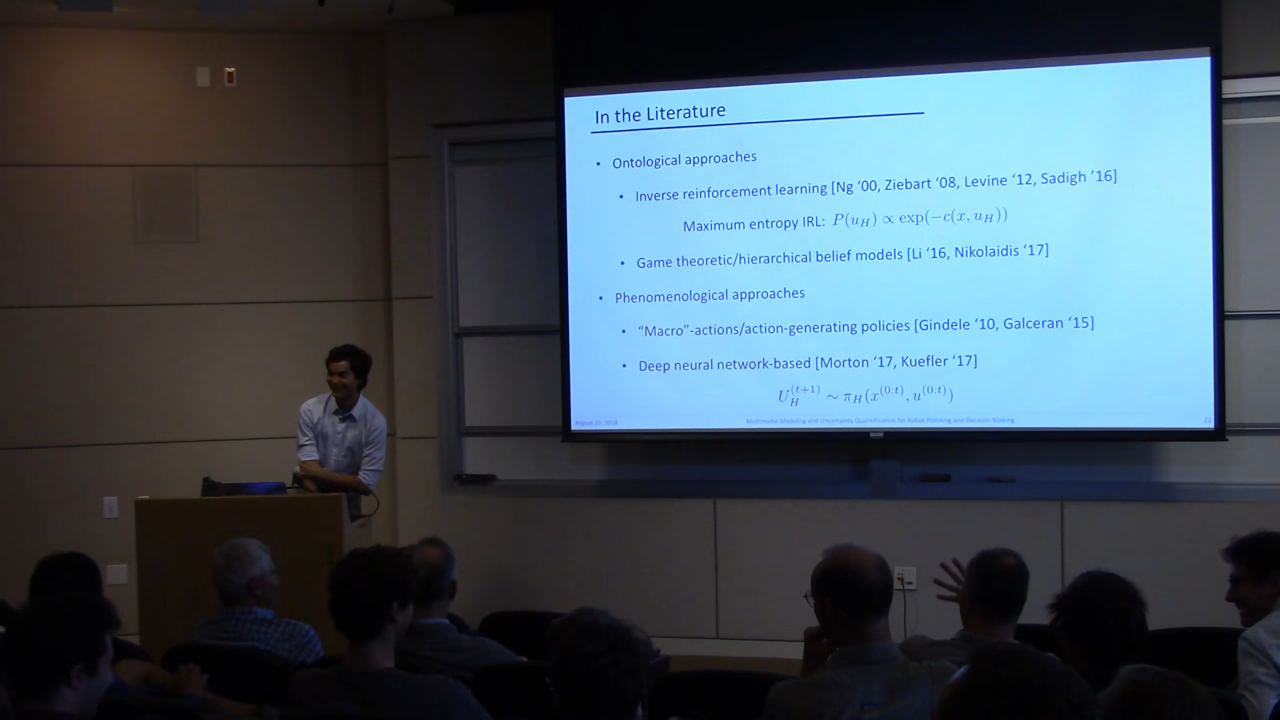 In the Literature
• Ontological approaches
• Inverse reinforcement learning [Ng ‘00, Ziebart ‘08, Levine ‘12, Sadigh ’16]
Maximum entropy IRL: P(u_H) ∝ exp(−c(x, u_H))
• Game theoretic/hierarchical belief models [Li ‘16, Nikolaidis ‘17]
• Phenomenological approaches
• “Macro”-actions/action-generating policies [Gindele ‘10, Galceran ‘15]
• Deep neural network-based [Morton ‘17, Kuefler ‘17]
U_H^{(t+1)} ∼ π_H(x^{(0:t)}, u^{(0:t)})
Multimodal Modeling and Uncertainty Quantification for Robot Planning and Decision Making